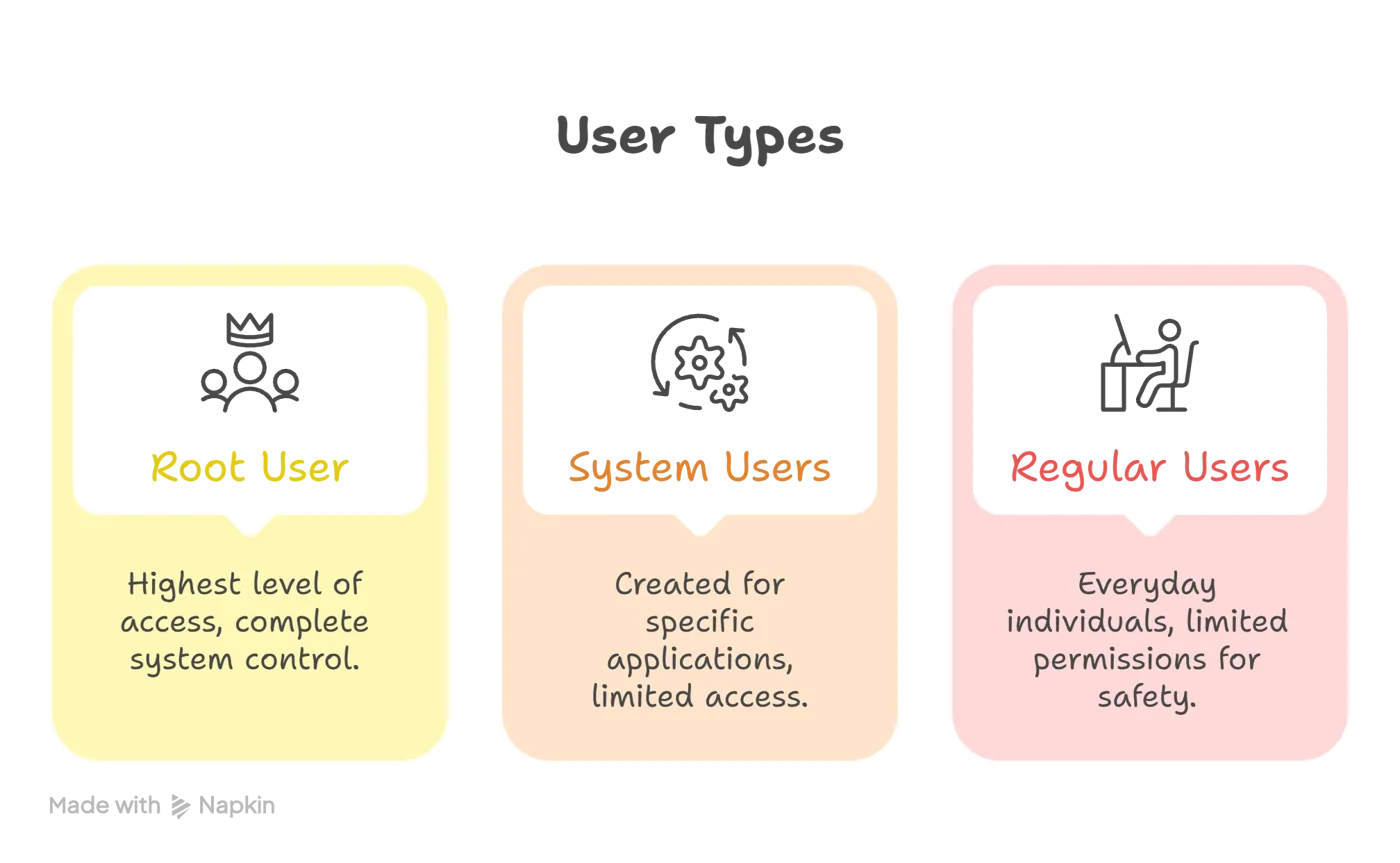 User Types
Root User
Highest level of
access, complete
system control.
System Users
Created for
specific
applications,
limited access.
Regular Users
Everyday
individuals, limited
permissions for
safety.
Made with Napkin